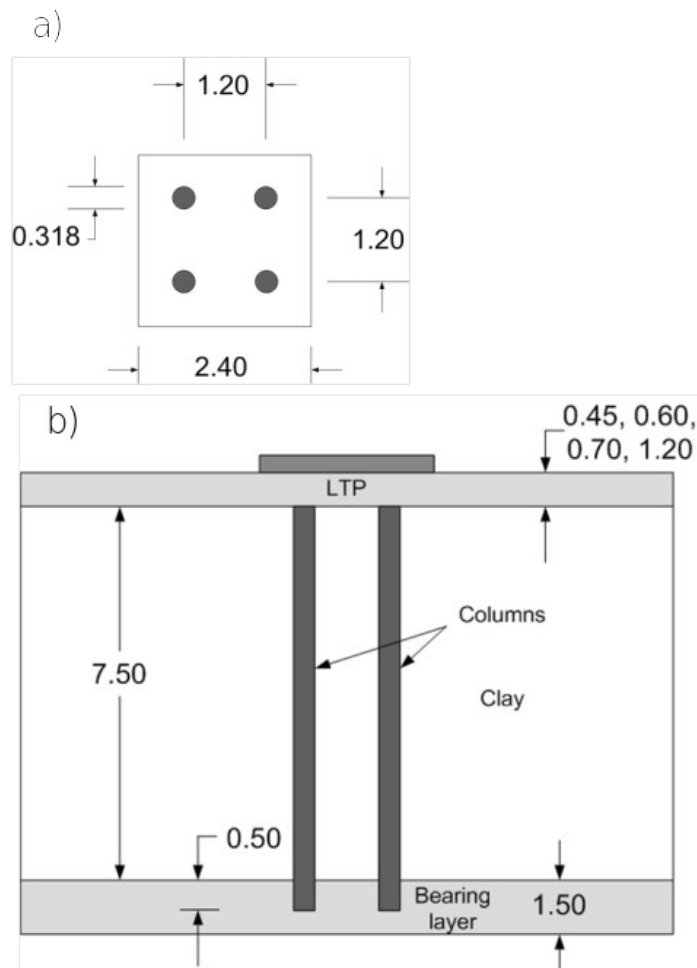 a)
1.20
0.318
1.20
2.40
b)
0.45, 0.60,
0.70, 1.20
LTP
Columns
7.50
Clay
0.50
Bearing
layer
1.50